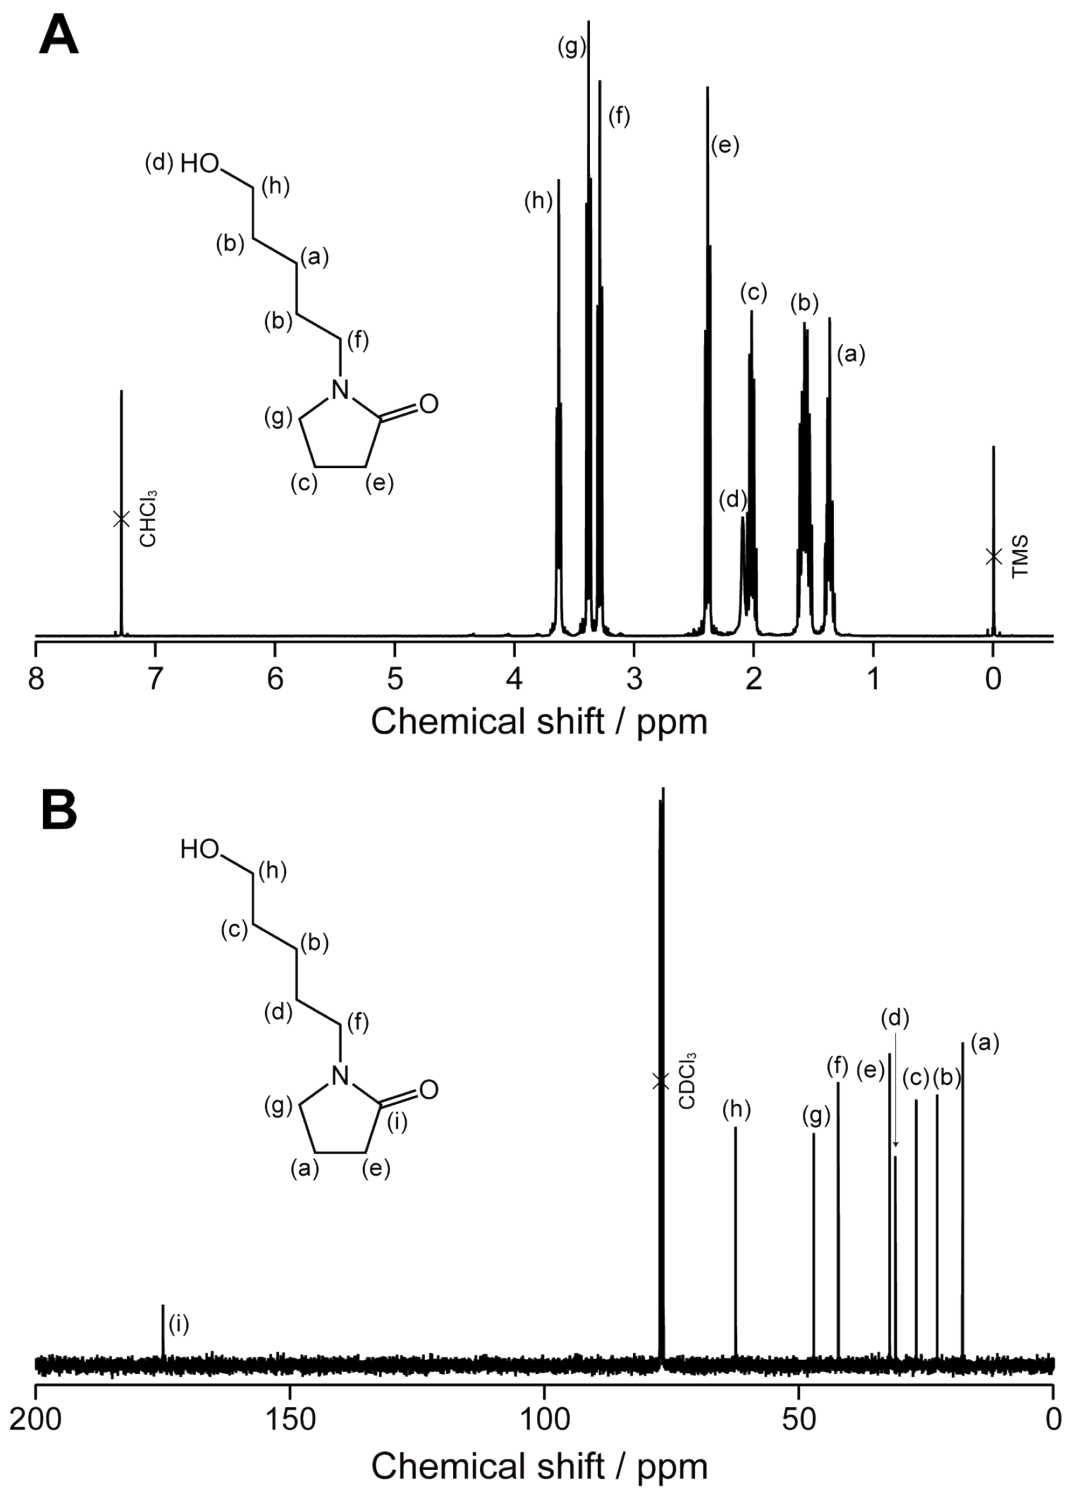 A
(g)
(f)
(d) HO
(h)
(e)
(h)
(b)
(a)
(c)
(b)
(b)
(f)
(a)
N
O
(g)
(c)
(e)
(d)
CHCl₃
TMS
8 7 6 5 4 3 2 1 0
Chemical shift / ppm
B
HO
(h)
(c)
(b)
(d)
(f)
(d)
(a)
N
O
(g)
(i)
(a)
(e)
CDCl₃
(h)
(g)
(f)
(e)
(c)
(b)
(i)
200 150 100 50 0
Chemical shift / ppm